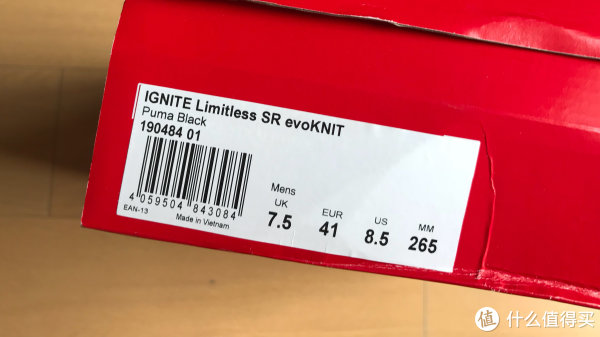 IGNITE Limitless SR evoKNIT
Puma Black
190484 01
4 059504 843084
EAN-13
Made in Vietnam
Mens
UK
7.5
EUR
41
US
8.5
MM
265
值 什么值得买